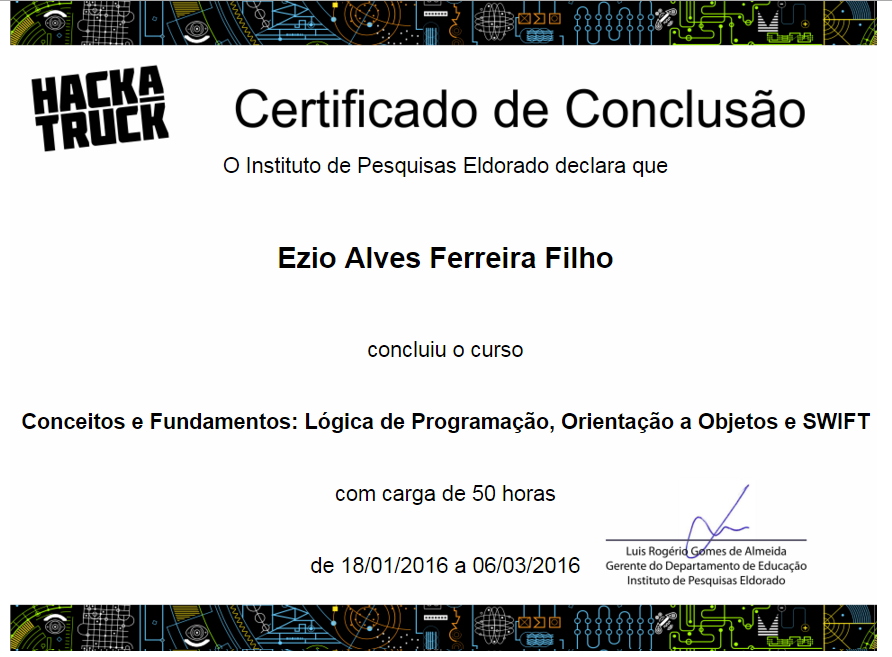 HACKA
TRUCK
Certificado de Conclusão
O Instituto de Pesquisas Eldorado declara que
Ezio Alves Ferreira Filho
concluiu o curso
Conceitos e Fundamentos: Lógica de Programação, Orientação a Objetos e SWIFT
com carga de 50 horas
de 18/01/2016 a 06/03/2016
Luis Rogério Gomes de Almeida
Gerente do Departamento de Educação
Instituto de Pesquisas Eldorado